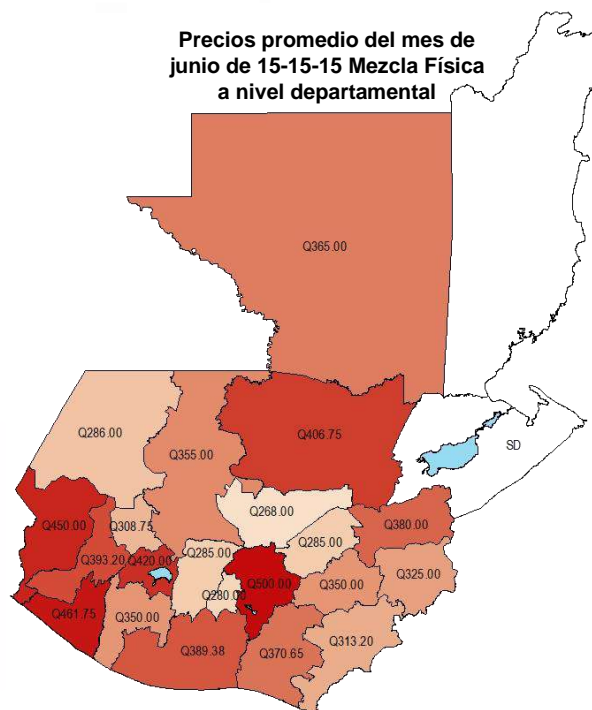 Precios promedio del mes de
junio de 15-15-15 Mezcla Física
a nivel departamental
Q365.00
Q286.00
Q355.00
Q406.75
SD
Q268.00
Q450.00
Q308.75
Q380.00
Q285.00
Q285.00
Q393.20
Q420.00
Q325.00
Q280.00
Q500.00
Q350.00
Q461.75
Q350.00
Q313.20
Q389.38
Q370.65